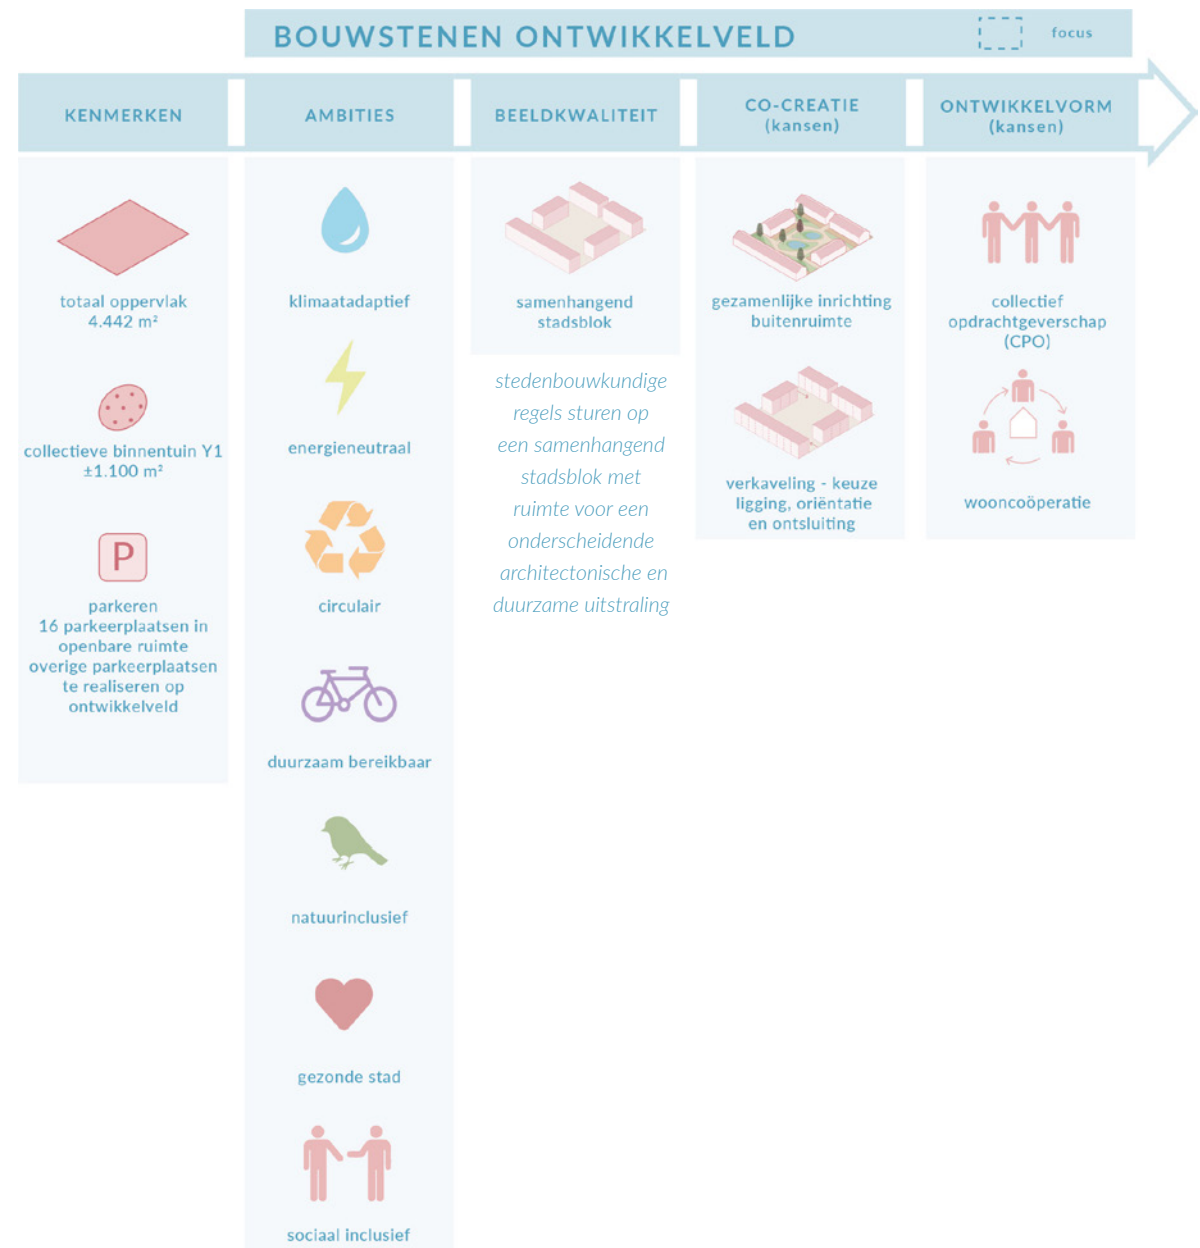 BOUWSTENEN ONTWIKKELVELD
focus
KENMERKEN
AMBITIES
BEELDKWALITEIT
CO-CREATIE
(kansen)
ONTWIKKELVORM
(kansen)
totaal oppervlak
4.442 m²
collectieve binnentuin Y1
±1.100 m²
P
parkeren
16 parkeerplaatsen in
openbare ruimte
overige parkeerplaatsen
te realiseren op
ontwikkelveld
klimaatadaptief
energieneutraal
circulair
duurzaam bereikbaar
natuurinclusief
gezonde stad
sociaal inclusief
samenhangend
stadsblok
stedenbouwkundige
regels sturen op
een samenhangend
stadsblok met
ruimte voor een
onderscheidende
architectonische en
duurzame uitstraling
gezamenlijke inrichting
buitenruimte
verkaveling - keuze
ligging, oriëntatie
en ontsluiting
collectief
opdrachtgeverschap
(CPO)
wooncoöperatie